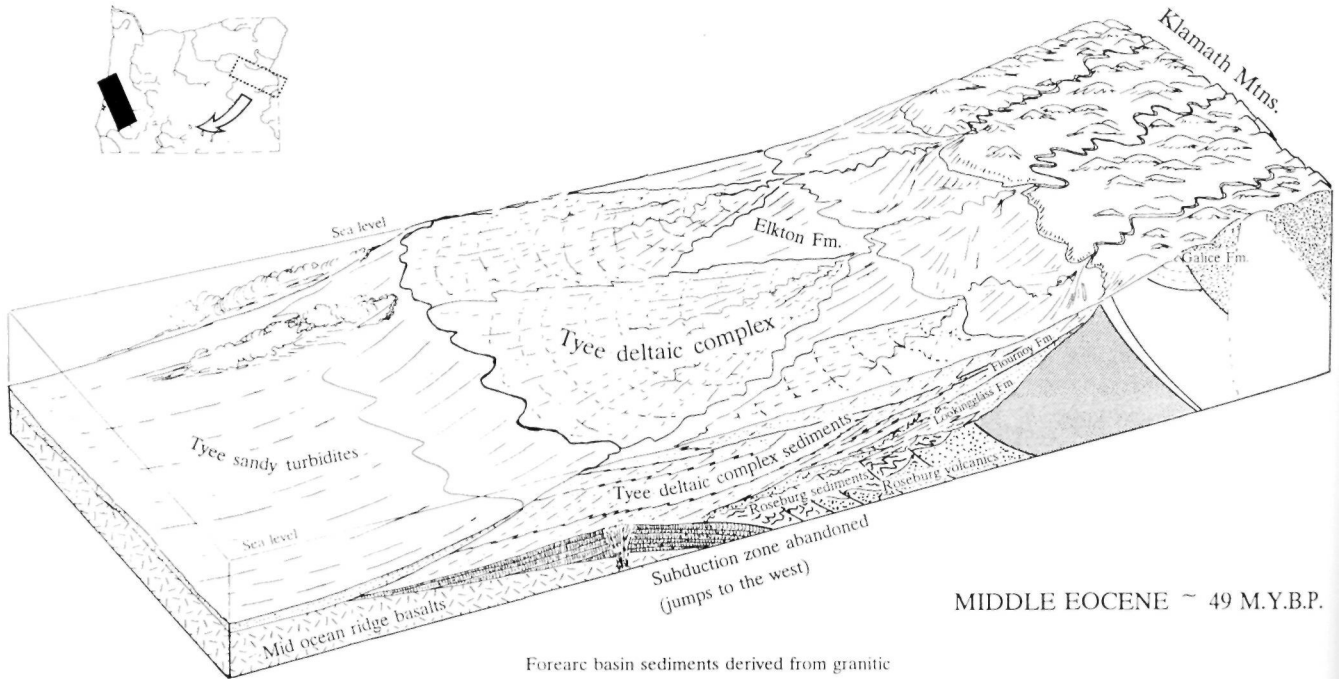 Klamath Mtns.
Sea level
Elkton Fm.
Galice Fm.
Tyee deltaic complex
Flournoy Fm
Lookingglass Fm
Tyee sandy turbidites
Tyee deltaic complex sediments
Roseburg sediments
Roseburg volcanics
Sea level
Subduction zone abandoned
(jumps to the west)
Mid ocean ridge basalts
MIDDLE EOCENE ~ 49 M.Y.B.P.
Forearc basin sediments derived from granitic